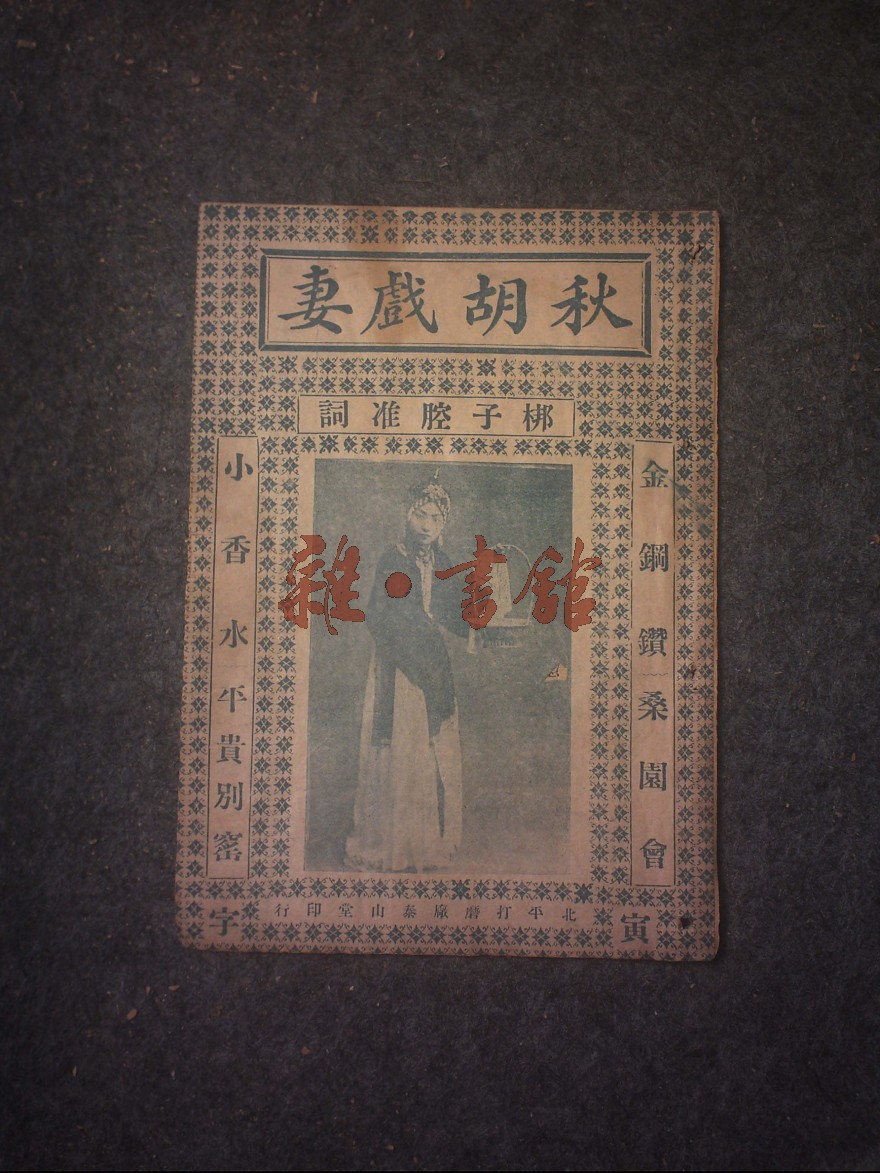 秋胡戲妻
梆子腔准詞
金鋼鑽桑園會
小香水平貴別窰
雜·書舘
北平打磨廠泰山堂印行
寅字